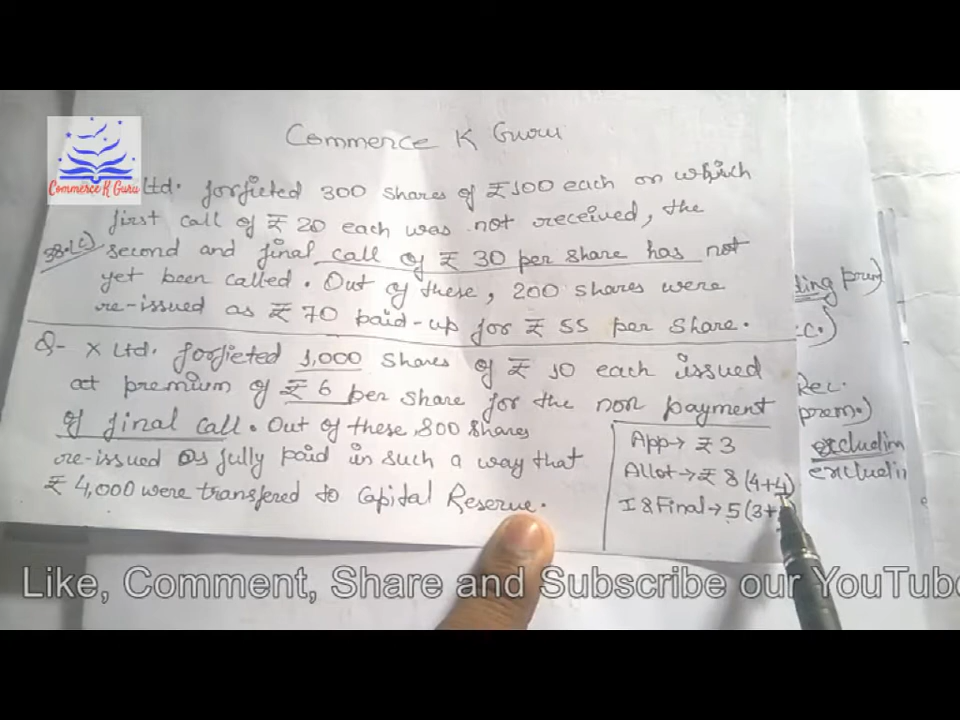 Commerce K Guru
Commerce K Guru
Ltd. forfieted 300 shares of ₹100 each on which
first call of ₹ 20 each was not received, the
38.(c) second and final call of ₹ 30 per share has not
yet been called. Out of these, 200 shares were
re-issued as ₹ 70 paid-up for ₹ 55 per share.
Q- X Ltd. forfieted 1,000 shares of ₹ 10 each issued
at premium of ₹ 6 per share for the non payment
of final call. Out of these 800 shares
re-issued as fully paid in such a way that
₹ 4,000 were transfered to Capital Reserve.
App→ ₹ 3
Allot→ ₹ 8 (4+4)
I & Final→ 5 (3+
ding prem)
.c.)
Rec.
prem.)
excludin
excludin
Like, Comment, Share and Subscribe our YouTube